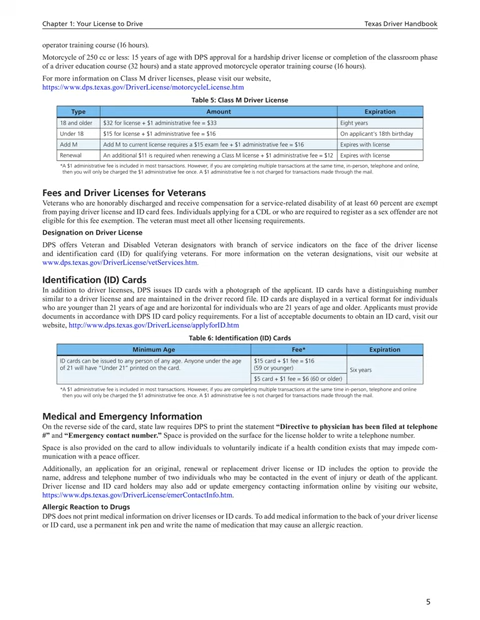 Chapter 1: Your License to Drive
Texas Driver Handbook
operator training course (16 hours).
Motorcycle of 250 cc or less: 15 years of age with DPS approval for a hardship driver license or completion of the classroom phase
of a driver education course (32 hours) and a state approved motorcycle operator training course (16 hours).
For more information on Class M driver licenses, please visit our website,
https://www.dps.texas.gov/DriverLicense/motorcycleLicense.htm
Table 5: Class M Driver License
Type Amount Expiration
18 and older $32 for license + $1 administrative fee = $33 Eight years
Under 18 $15 for license + $1 administrative fee = $16 On applicant's 18th birthday
Add M Add M to current license requires a $15 exam fee + $1 administrative fee = $16 Expires with license
Renewal An additional $11 is required when renewing a Class M license + $1 administrative fee = $12 Expires with license
*A $1 administrative fee is included in most transactions. However, if you are completing multiple transactions at the same time, in-person, telephone and online,
then you will only be charged the $1 administrative fee once. A $1 administrative fee is not charged for transactions made through the mail.
Fees and Driver Licenses for Veterans
Veterans who are honorably discharged and receive compensation for a service-related disability of at least 60 percent are exempt
from paying driver license and ID card fees. Individuals applying for a CDL or who are required to register as a sex offender are not
eligible for this fee exemption. The veteran must meet all other licensing requirements.
Designation on Driver License
DPS offers Veteran and Disabled Veteran designators with branch of service indicators on the face of the driver license
and identification card (ID) for qualifying veterans. For more information on the veteran designations, visit our website at
www.dps.texas.gov/DriverLicense/vetServices.htm.
Identification (ID) Cards
In addition to driver licenses, DPS issues ID cards with a photograph of the applicant. ID cards have a distinguishing number
similar to a driver license and are maintained in the driver record file. ID cards are displayed in a vertical format for individuals
who are younger than 21 years of age and are horizontal for individuals who are 21 years of age and older. Applicants must provide
documents in accordance with DPS ID card policy requirements. For a list of acceptable documents to obtain an ID card, visit our
website, http://www.dps.texas.gov/DriverLicense/applyforID.htm
Table 6: Identification (ID) Cards
Minimum Age Fee* Expiration
ID cards can be issued to any person of any age. Anyone under the age $15 card + $1 fee = $16
of 21 will have "Under 21" printed on the card. (59 or younger) Six years
$5 card + $1 fee = $6 (60 or older)
*A $1 administrative fee is included in most transactions. However, if you are completing multiple transactions at the same time in-person, telephone and online
then you will only be charged the $1 administrative fee once. A $1 administrative fee is not charged for transactions made through the mail.
Medical and Emergency Information
On the reverse side of the card, state law requires DPS to print the statement “Directive to physician has been filed at telephone
#” and “Emergency contact number.” Space is provided on the surface for the license holder to write a telephone number.
Space is also provided on the card to allow individuals to voluntarily indicate if a health condition exists that may impede com-
munication with a peace officer.
Additionally, an application for an original, renewal or replacement driver license or ID includes the option to provide the
name, address and telephone number of two individuals who may be contacted in the event of injury or death of the applicant.
Driver license and ID card holders may also add or update emergency contacting information online by visiting our website,
https://www.dps.texas.gov/DriverLicense/emerContactInfo.htm.
Allergic Reaction to Drugs
DPS does not print medical information on driver licenses or ID cards. To add medical information to the back of your driver license
or ID card, use a permanent ink pen and write the name of medication that may cause an allergic reaction.
5